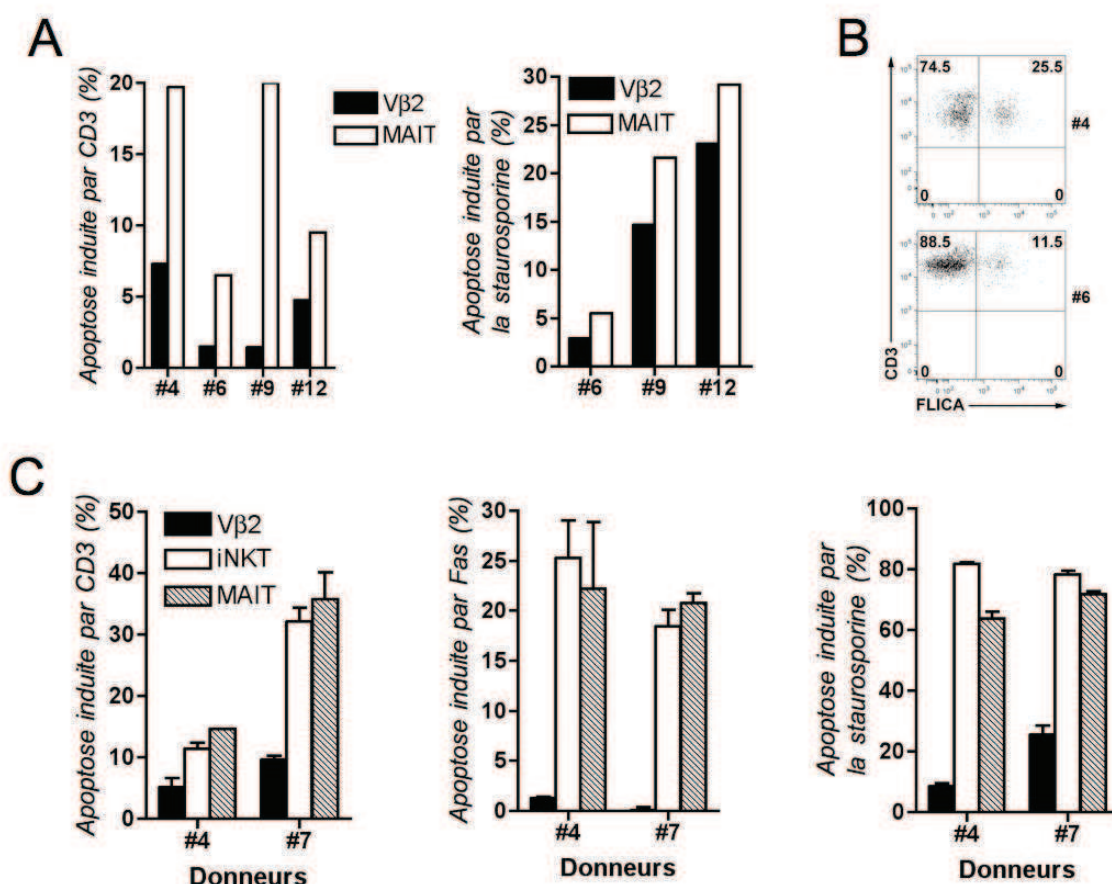 A
Apoptose induite par CD3 (%)
20
15
10
5
0
#4
#6
#9
#12
Vβ2
MAIT
Apoptose induite par
la staurosporine (%)
30
25
20
15
10
5
0
#6
#9
#12
Vβ2
MAIT
B
74.5
25.5
0
0
#4
88.5
11.5
0
0
#6
CD3
FLICA
C
Apoptose induite par CD3 (%)
50
40
30
20
10
0
Vβ2
iNKT
MAIT
#4
#7
Donneurs
Apoptose induite par Fas (%)
30
25
20
15
10
5
0
#4
#7
Donneurs
Apoptose induite par
la staurosporine (%)
100
80
60
40
20
0
#4
#7
Donneurs